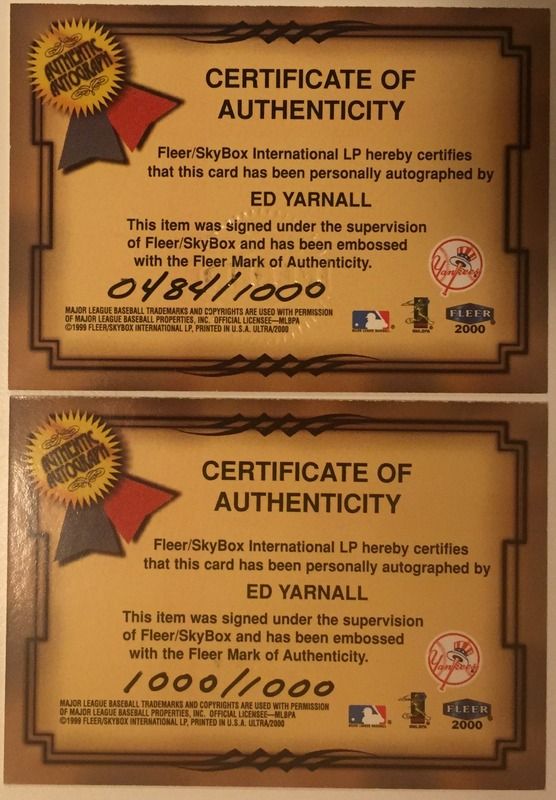 AUTHENTIC
AUTOGRAPH
CERTIFICATE OF
AUTHENTICITY
Fleer/SkyBox International LP hereby certifies
that this card has been personally autographed by
ED YARNALL
This item was signed under the supervision
of Fleer/SkyBox and has been embossed
with the Fleer Mark of Authenticity.
Yankees
0484/1000
MAJOR LEAGUE BASEBALL TRADEMARKS AND COPYRIGHTS ARE USED WITH PERMISSION
OF MAJOR LEAGUE BASEBALL PROPERTIES, INC. OFFICIAL LICENSEE—MLBPA
©1999 FLEER/SKYBOX INTERNATIONAL LP, PRINTED IN U.S.A. ULTRA/2000
FLEER
2000
AUTHENTIC
AUTOGRAPH
CERTIFICATE OF
AUTHENTICITY
Fleer/SkyBox International LP hereby certifies
that this card has been personally autographed by
ED YARNALL
This item was signed under the supervision
of Fleer/SkyBox and has been embossed
with the Fleer Mark of Authenticity.
Yankees
1000/1000
MAJOR LEAGUE BASEBALL TRADEMARKS AND COPYRIGHTS ARE USED WITH PERMISSION
OF MAJOR LEAGUE BASEBALL PROPERTIES, INC. OFFICIAL LICENSEE—MLBPA
©1999 FLEER/SKYBOX INTERNATIONAL LP, PRINTED IN U.S.A. ULTRA/2000
FLEER
2000